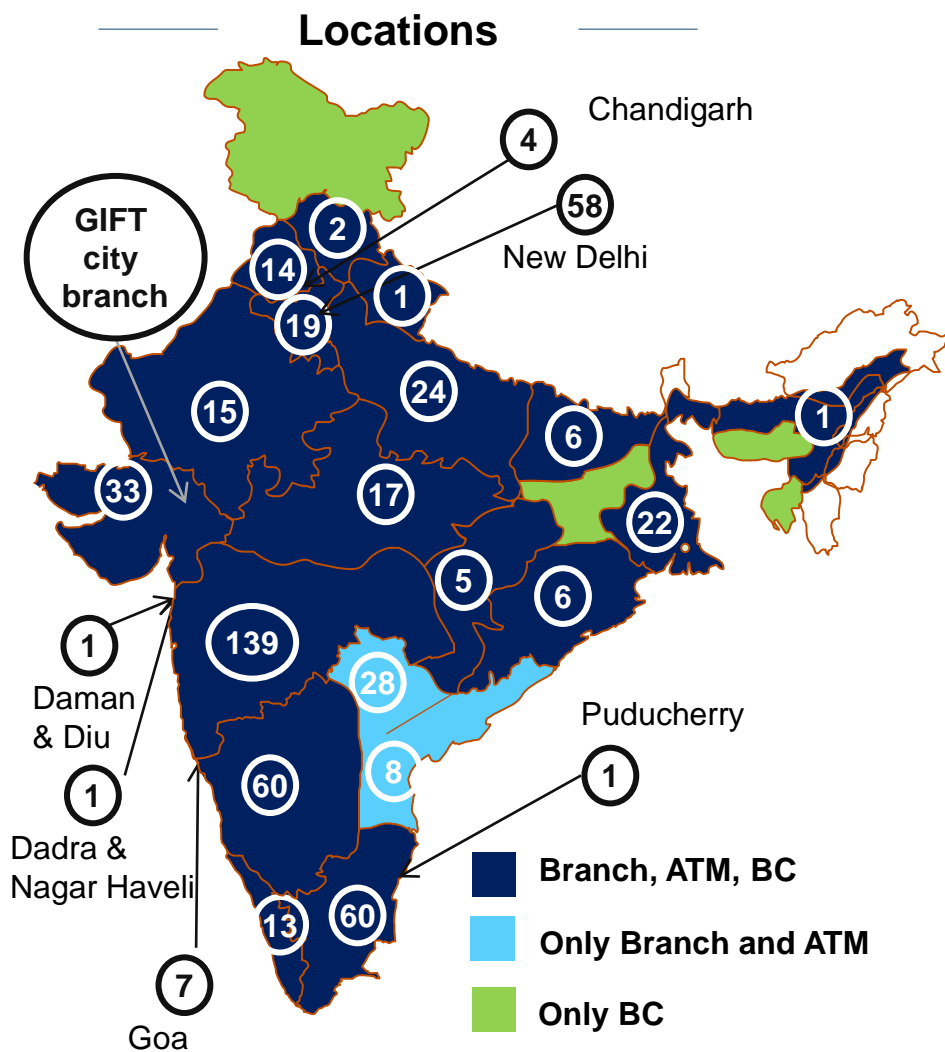 Locations
Chandigarh
4
58
New Delhi
GIFT
city
branch
2
14
1
19
24
15
6
1
33
17
22
5
6
139
1
Daman
& Diu
28
Puducherry
1
8
60
1
Dadra &
Nagar Haveli
Branch, ATM, BC
13
60
Only Branch and ATM
7
Goa
Only BC